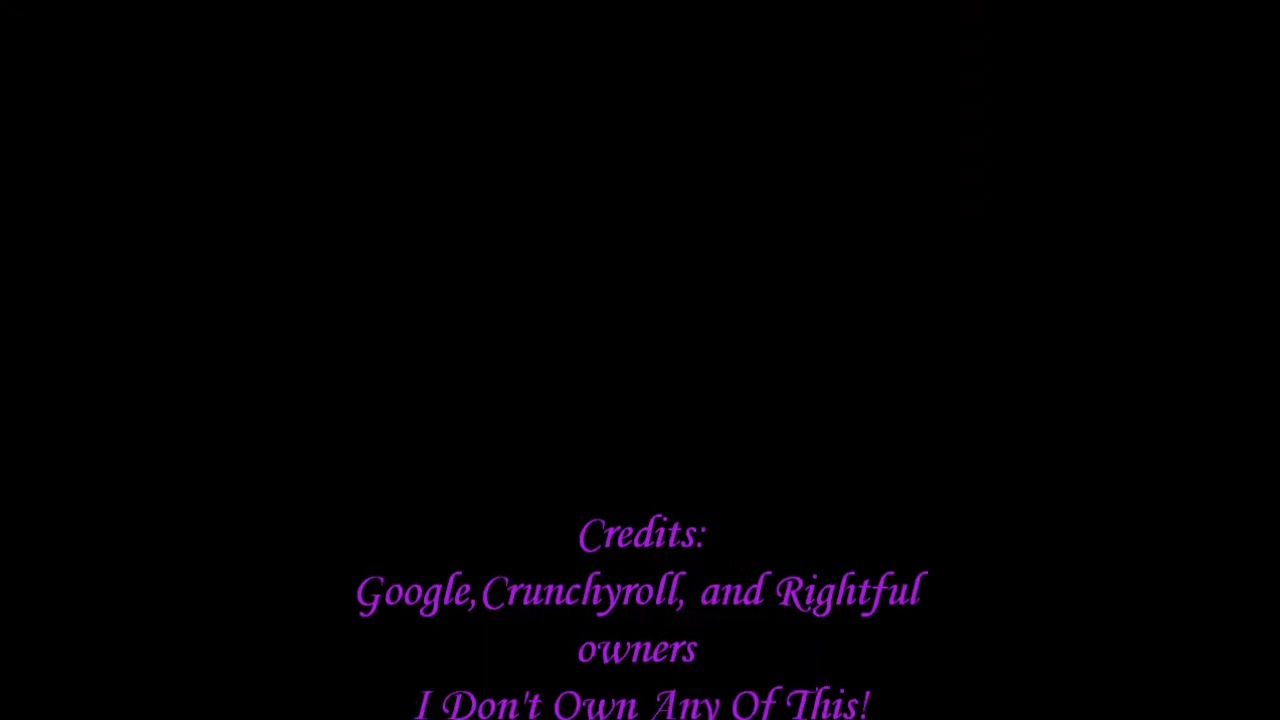 Credits:
Google,Crunchyroll, and Rightful
owners
I Don't Own Any Of This!